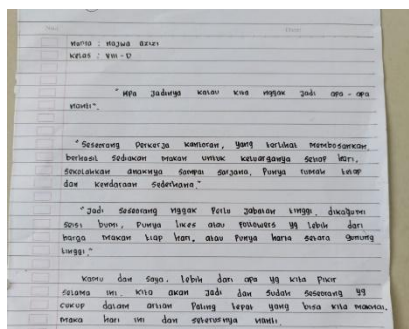 Nama : Najwa azizi
Kelas : VIII - D
" Apa jadinya kalau kita nggak jadi apa - apa
nanti".
"Seseorang Pekerja kantoran, yang terlihat membosankan
berhasil sediakan makan untuk keluarganya setiap hari,
sekolahkan anaknya sampai sarjana, Punya rumah tetap
dan kendaraan sederhana."
"Jadi seseorang nggak Perlu jabatan tinggi, dikagumi
seisi bumi, Punya likes atau followers yg lebih dari
harga makan tiap hari, atau Punya harta setara gunung
tinggi."
Kamu dan saya, lebih dari apa yg kita Pikir
selama ini. kita akan jadi dan sudah seseorang yg
cukup dalam artian Paling tepat yang bisa kita maknai.
maka hari ini dan seterusnya nanti.